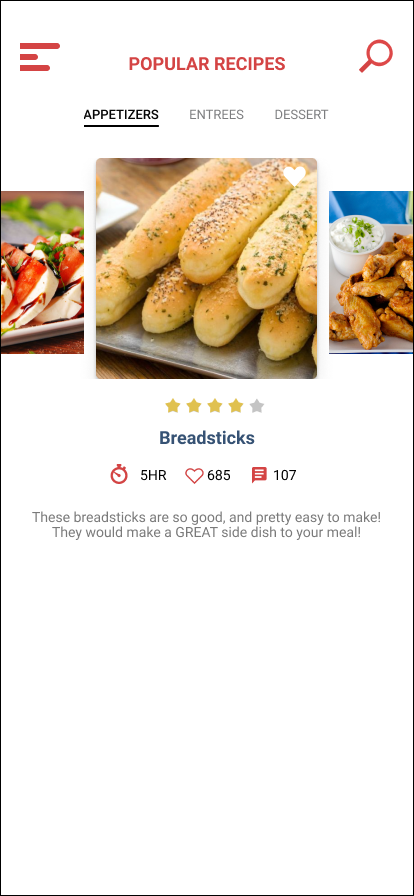 POPULAR RECIPES
APPETIZERS ENTREES DESSERT
Breadsticks
5HR 685 107
These breadsticks are so good, and pretty easy to make!
They would make a GREAT side dish to your meal!